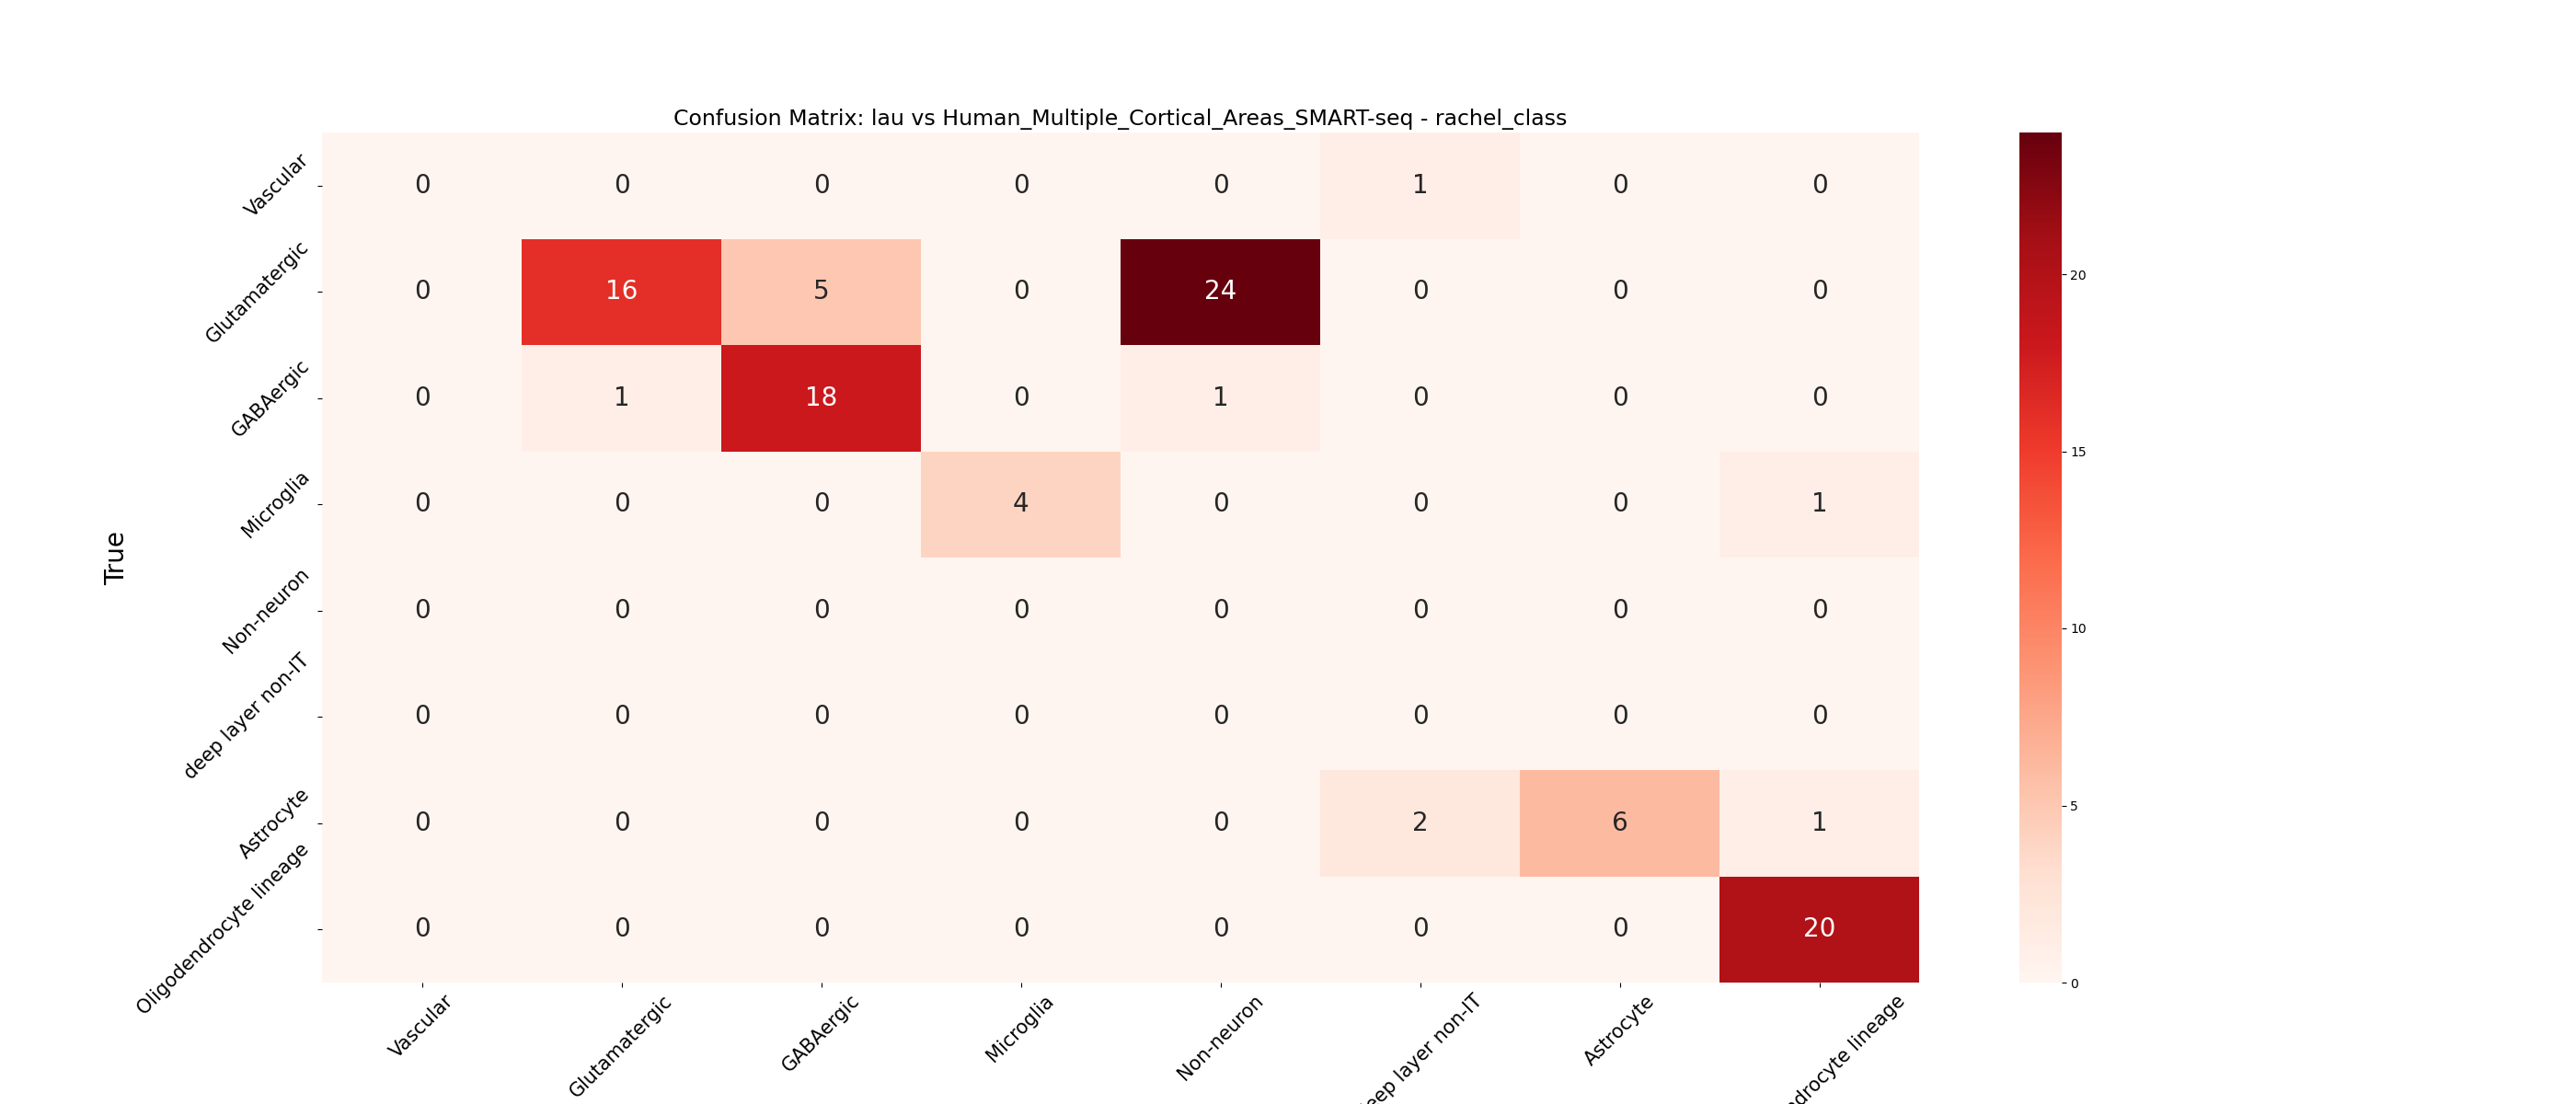 Confusion Matrix: lau vs Human_Multiple_Cortical_Areas_SMART-seq - rachel_class
True
Vascular 0 0 0 0 0 1 0 0
Glutamatergic 0 16 5 0 24 0 0 0
GABAergic 0 1 18 0 1 0 0 0
Microglia 0 0 0 4 0 0 0 1
Non-neuron 0 0 0 0 0 0 0 0
deep layer non-IT 0 0 0 0 0 0 0 0
Astrocyte 0 0 0 0 0 2 6 1
Oligodendrocyte lineage 0 0 0 0 0 0 0 20
Vascular Glutamatergic GABAergic Microglia Non-neuron layer non-IT Astrocyte lineage
20
15
10
5
0